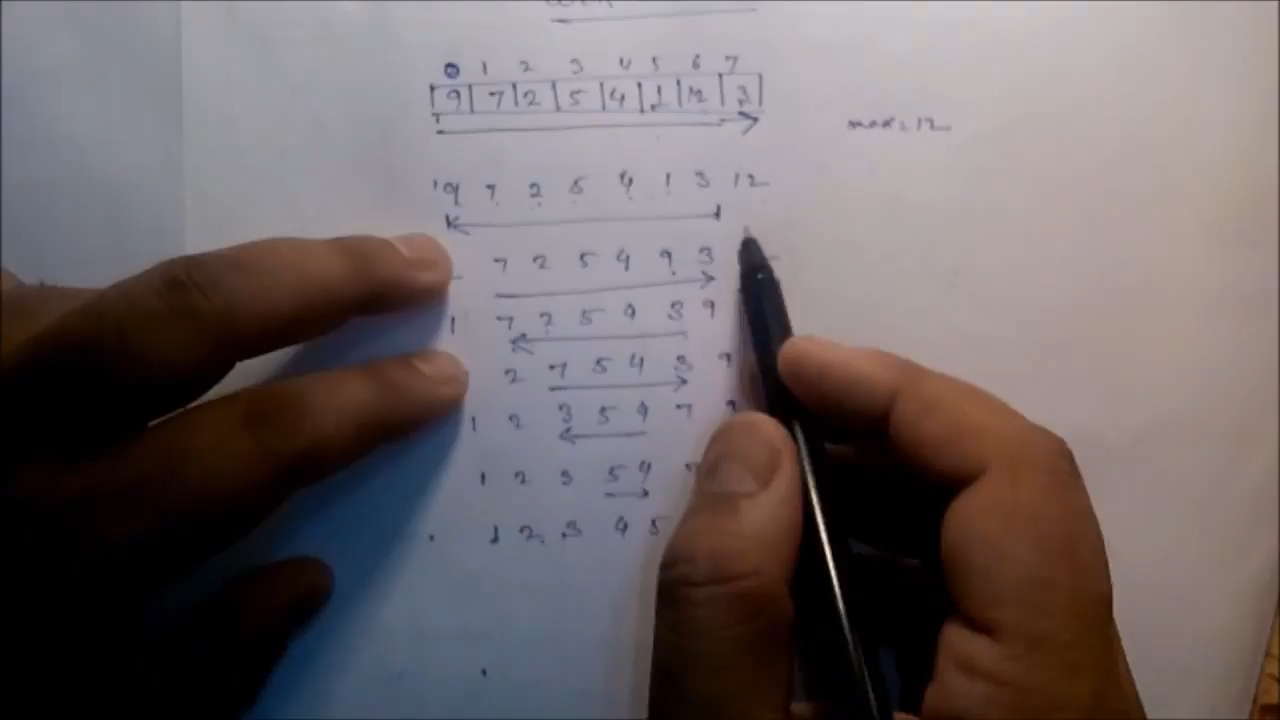 0 1 2 3 4 5 6 7
9 7 2 5 4 1 12 3
max = 12
9 7 2 5 4 1 3 12
7 2 5 4 9 3
1 7 2 5 4 3 9
2 7 5 4 3 9
1 2 3 5 4 7 9
1 2 3 5 4
1 2 3 4 5